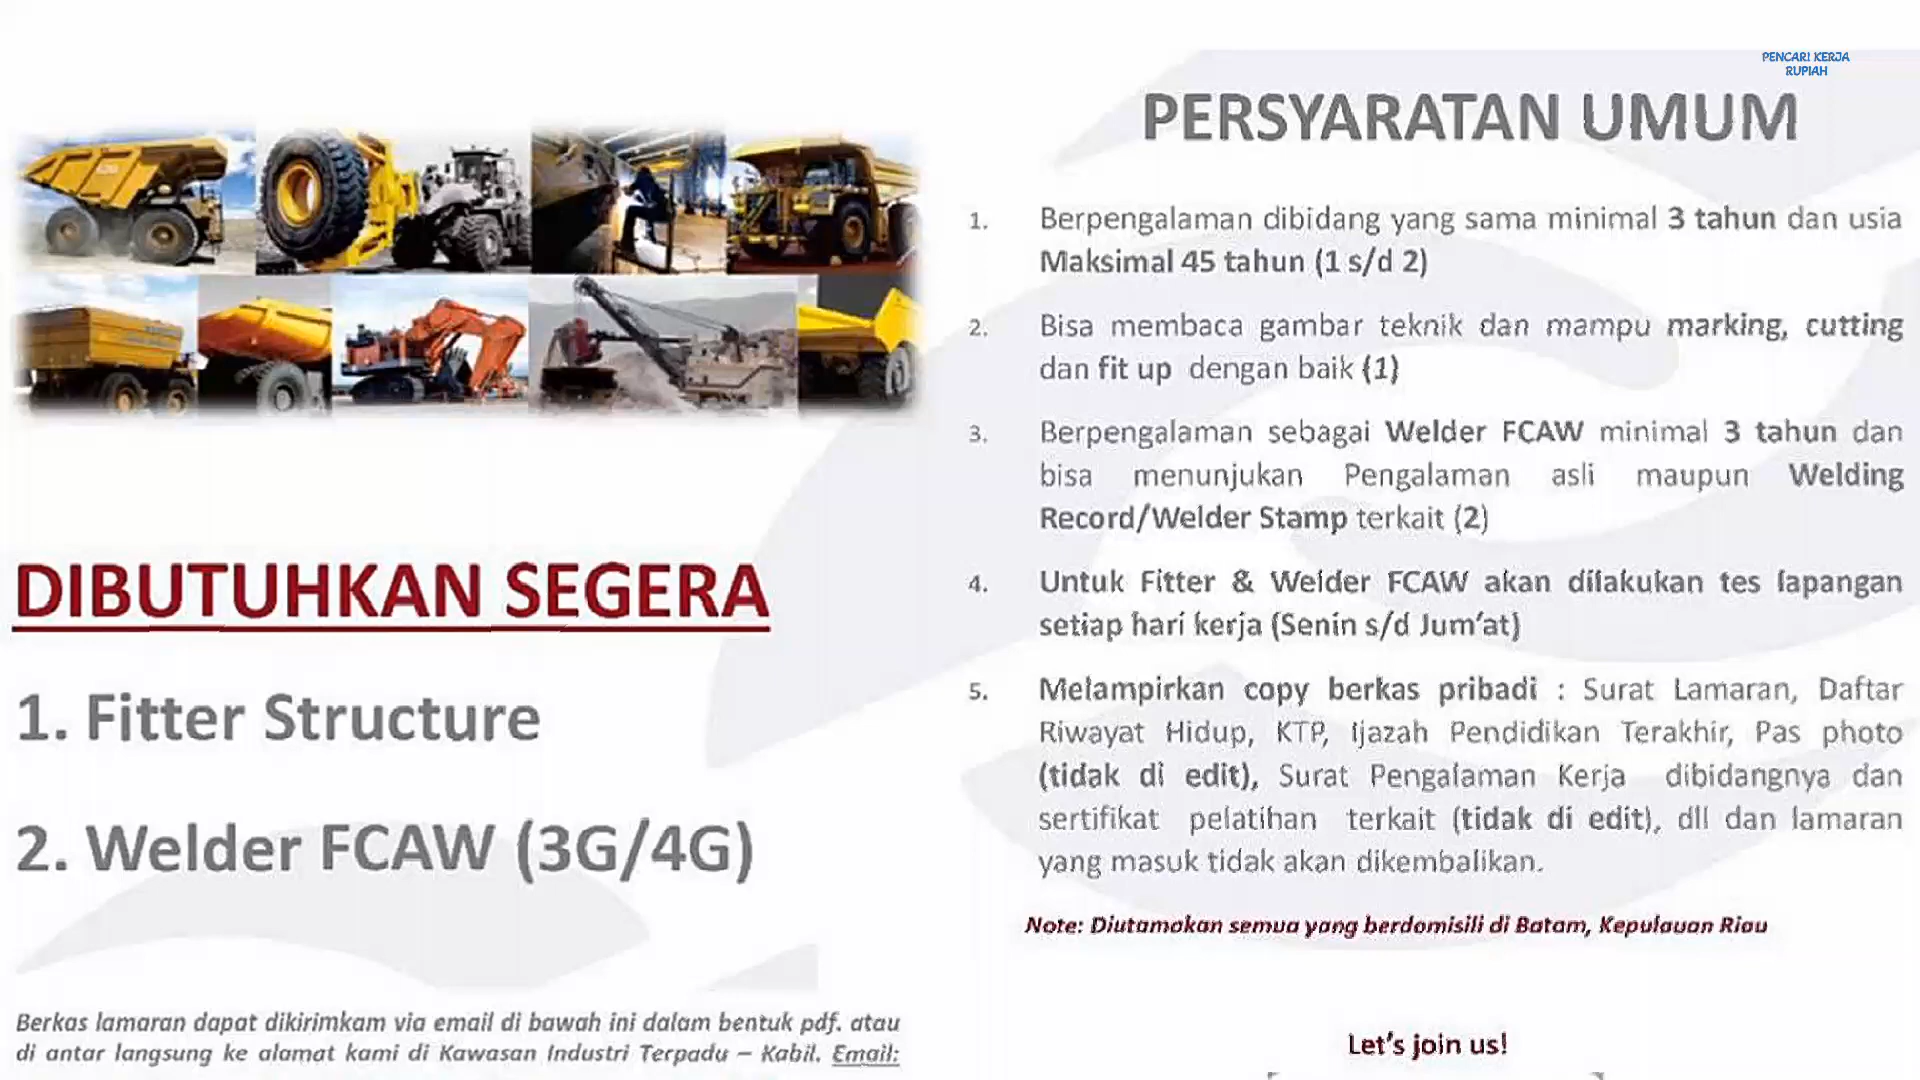 PENCARI KERJA
RUPIAH
DIBUTUHKAN SEGERA
1. Fitter Structure
2. Welder FCAW (3G/4G)
Berkas lamaran dapat dikirimkam via email di bawah ini dalam bentuk pdf. atau
di antar langsung ke alamat kami di Kawasan Industri Terpadu – Kabil. Email:
PERSYARATAN UMUM
1. Berpengalaman dibidang yang sama minimal 3 tahun dan usia
Maksimal 45 tahun (1 s/d 2)
2. Bisa membaca gambar teknik dan mampu marking, cutting
dan fit up dengan baik (1)
3. Berpengalaman sebagai Welder FCAW minimal 3 tahun dan
bisa menunjukan Pengalaman asli maupun Welding
Record/Welder Stamp terkait (2)
4. Untuk Fitter & Welder FCAW akan dilakukan tes lapangan
setiap hari kerja (Senin s/d Jum'at)
5. Melampirkan copy berkas pribadi : Surat Lamaran, Daftar
Riwayat Hidup, KTP, Ijazah Pendidikan Terakhir, Pas photo
(tidak di edit), Surat Pengalaman Kerja dibidangnya dan
sertifikat pelatihan terkait (tidak di edit), dll dan lamaran
yang masuk tidak akan dikembalikan.
Note: Diutamakan semua yang berdomisili di Batam, Kepulauan Riau
Let's join us!